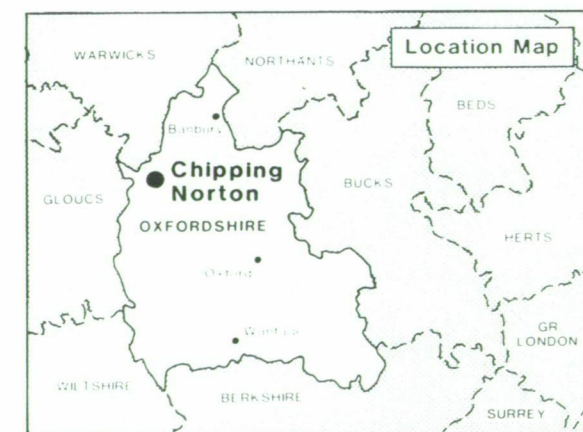 Location Map
WARWICKS
NORTHANTS
BEDS
Banbury
Chipping
Norton
GLOUCS
BUCKS
OXFORDSHIRE
HERTS
Oxford
GR
LONDON
Wantage
WILTSHIRE
BERKSHIRE
SURREY